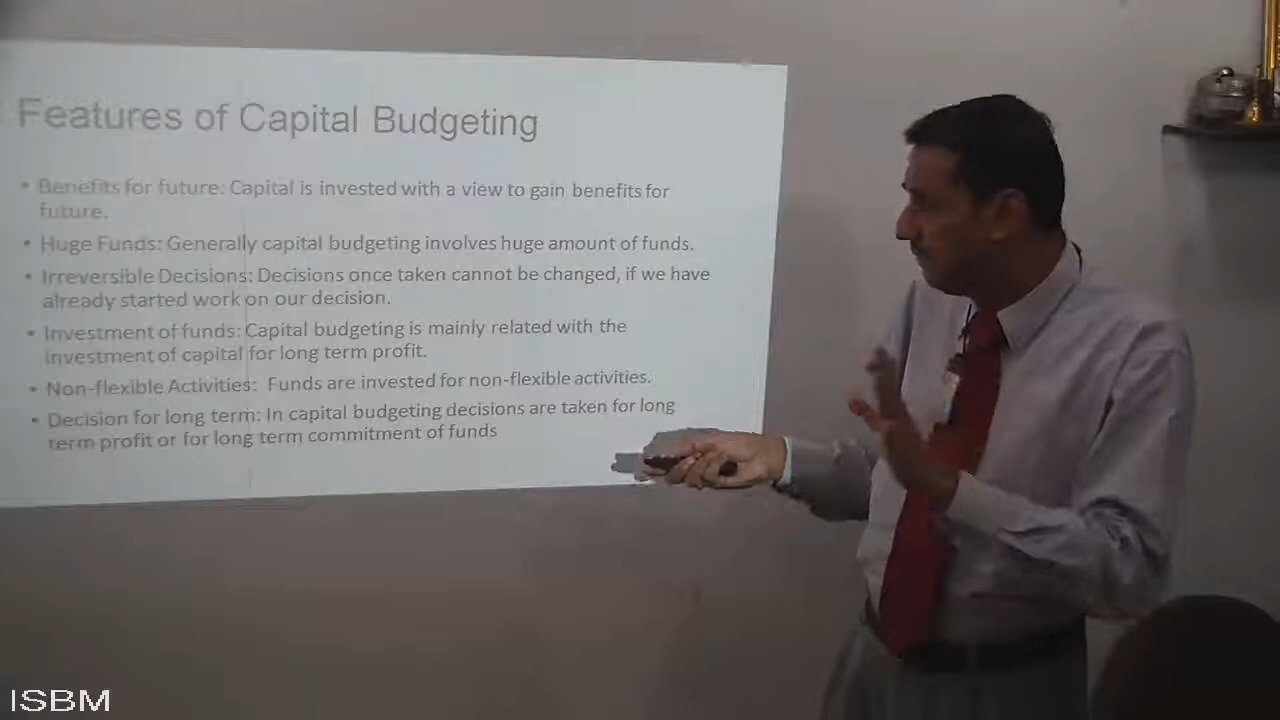 Features of Capital Budgeting
• Benefits for future: Capital is invested with a view to gain benefits for
future.
• Huge Funds: Generally capital budgeting involves huge amount of funds.
• Irreversible Decisions: Decisions once taken cannot be changed, if we have
already started work on our decision.
• Investment of funds: Capital budgeting is mainly related with the
investment of capital for long term profit.
• Non-flexible Activities: Funds are invested for non-flexible activities.
• Decision for long term: In capital budgeting decisions are taken for long
term profit or for long term commitment of funds
ISBM